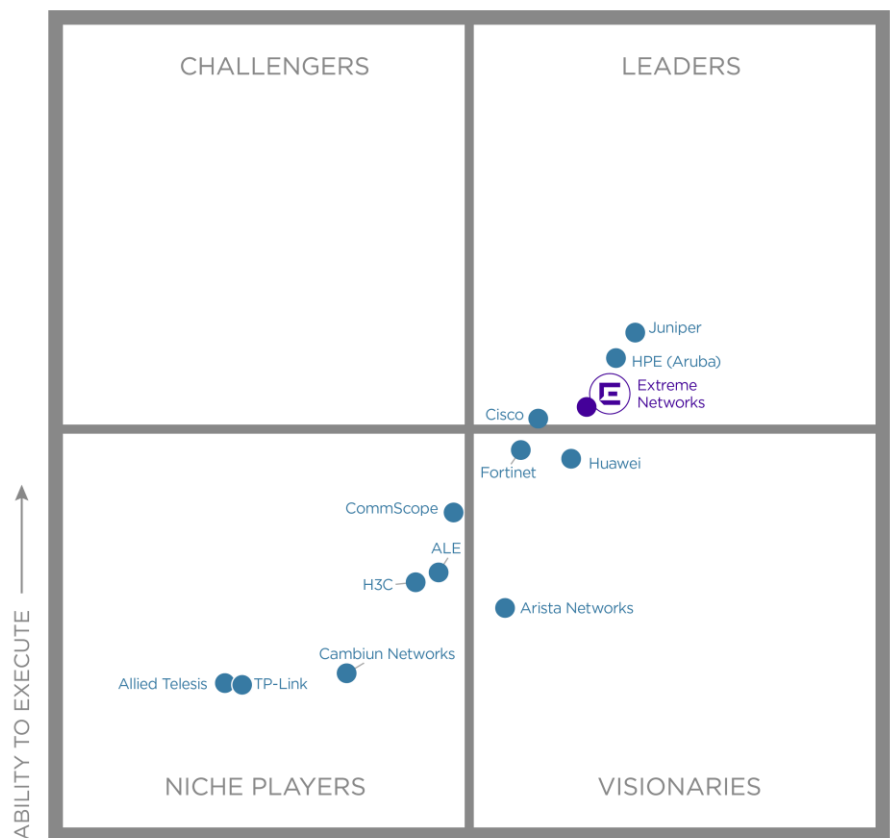 CHALLENGERS
LEADERS
Juniper
HPE (Aruba)
Extreme
Networks
Cisco
Fortinet
Huawei
CommScope
ALE
H3C
Arista Networks
Cambiun Networks
Allied Telesis
TP-Link
NICHE PLAYERS
VISIONARIES
ABILITY TO EXECUTE